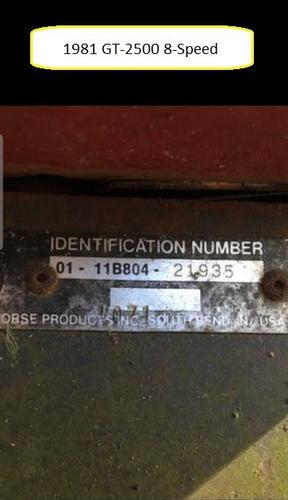 1981 GT-2500 8-Speed
IDENTIFICATION NUMBER
01 - 11B804 - 21935
ORSE PRODUCTS INC., SOUTH BEND, IN., USA